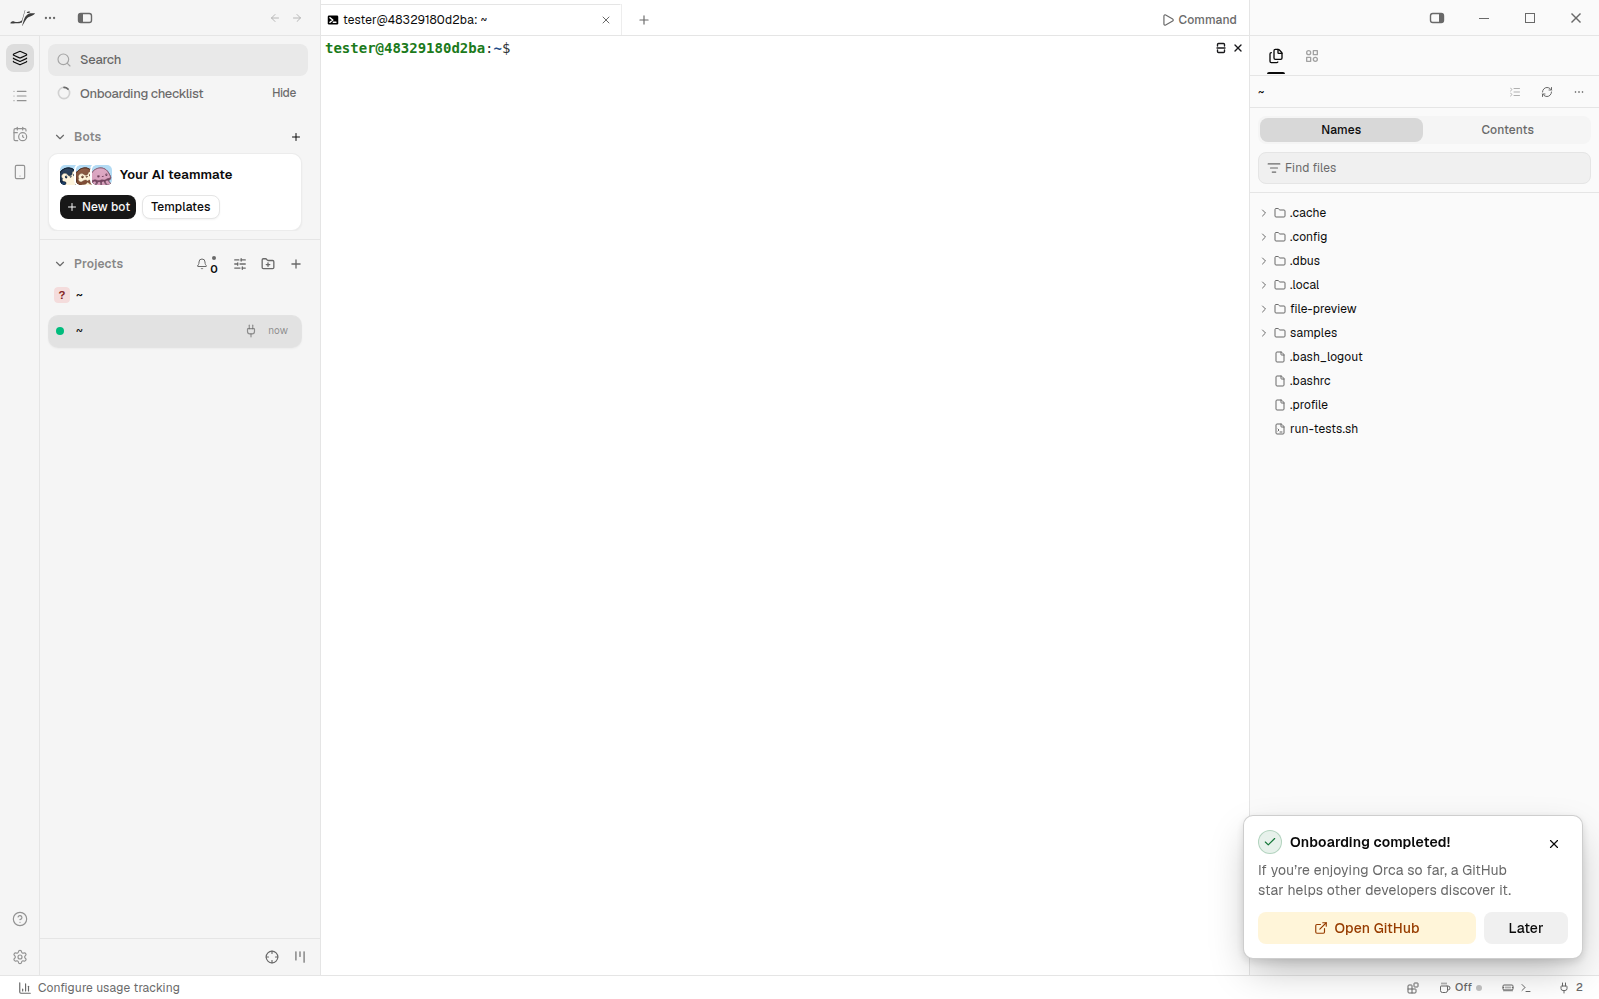 tester@48329180d2ba: ~
Command
Search
Onboarding checklist
Hide
Bots
Your AI teammate
New bot
Templates
Projects
0
? ~
~
now
tester@48329180d2ba:~$
~
Names
Contents
Find files
.cache
.config
.dbus
.local
file-preview
samples
.bash_logout
.bashrc
.profile
run-tests.sh
Onboarding completed!
If you're enjoying Orca so far, a GitHub
star helps other developers discover it.
Open GitHub
Later
Configure usage tracking
Off
2